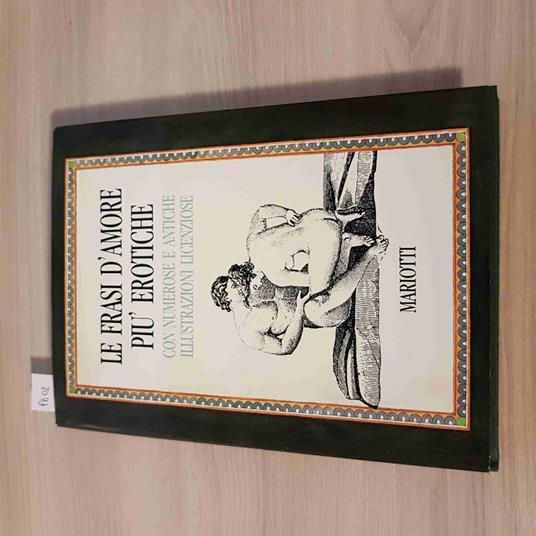 LE FRASI D'AMORE
PIU' EROTICHE
CON NUMEROSE E ANTICHE
ILLUSTRAZIONI LICENZIOSE
MARIOTTI